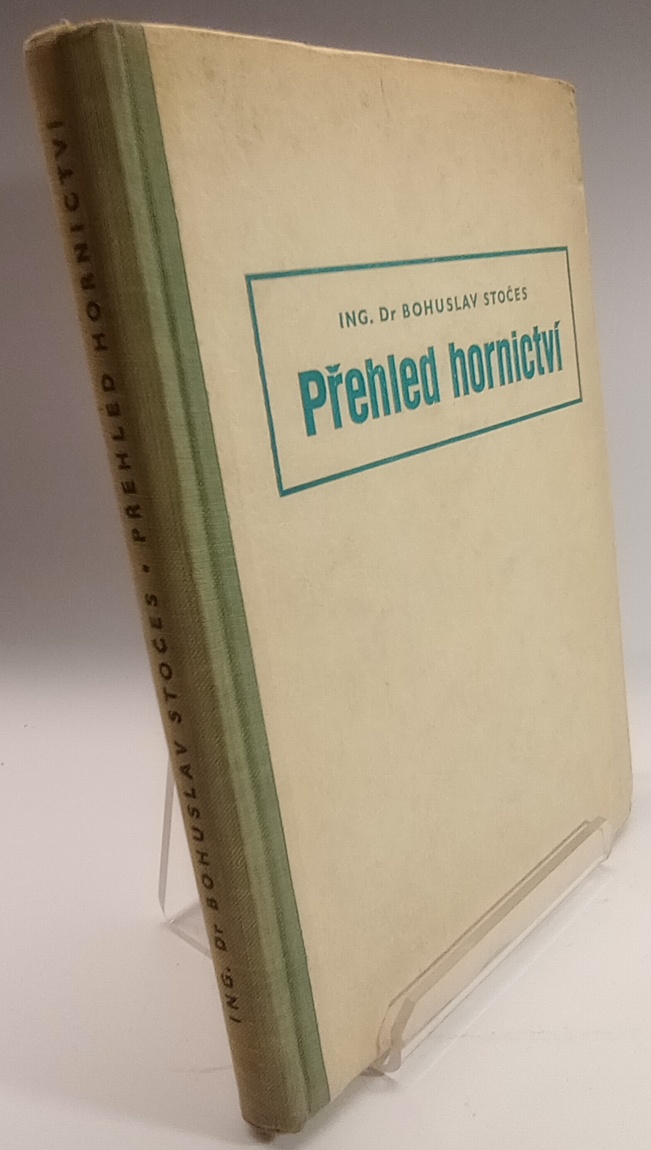 ING. Dr BOHUSLAV STOČES
Přehled hornictví
ING. Dr BOHUSLAV STOČES • PŘEHLED HORNICTVÍ